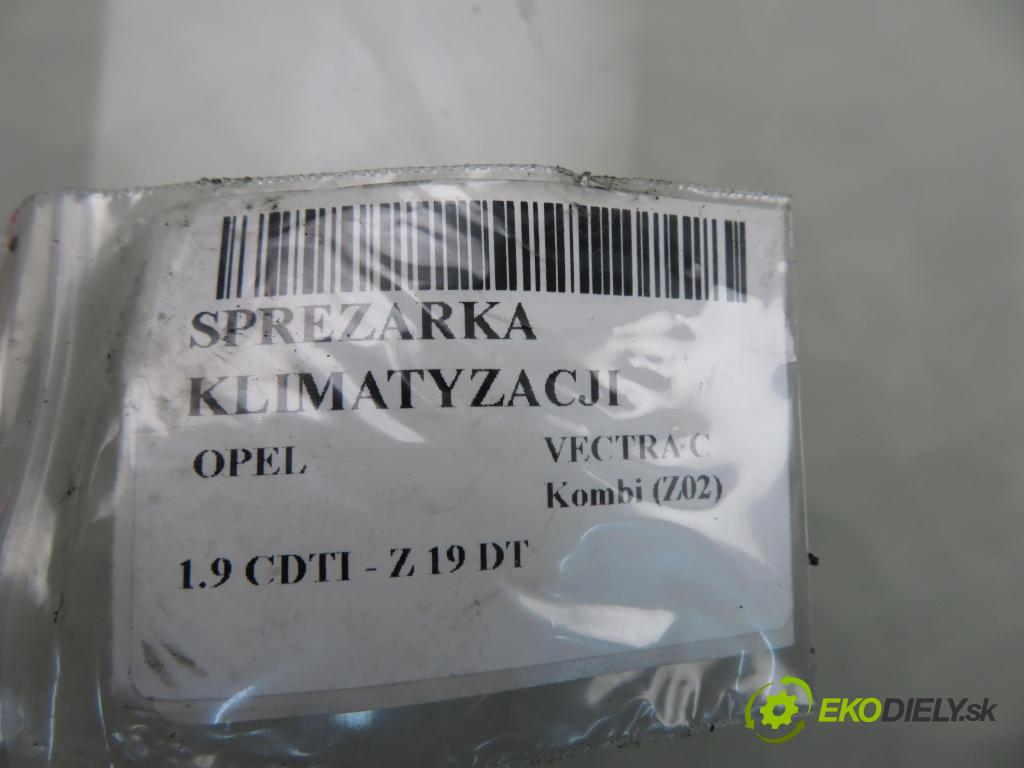 SPREZARKA
KLIMATYZACJI
OPEL
VECTRA C
Kombi (Z02)
1.9 CDTI - Z 19 DT
EKODIELY.sk